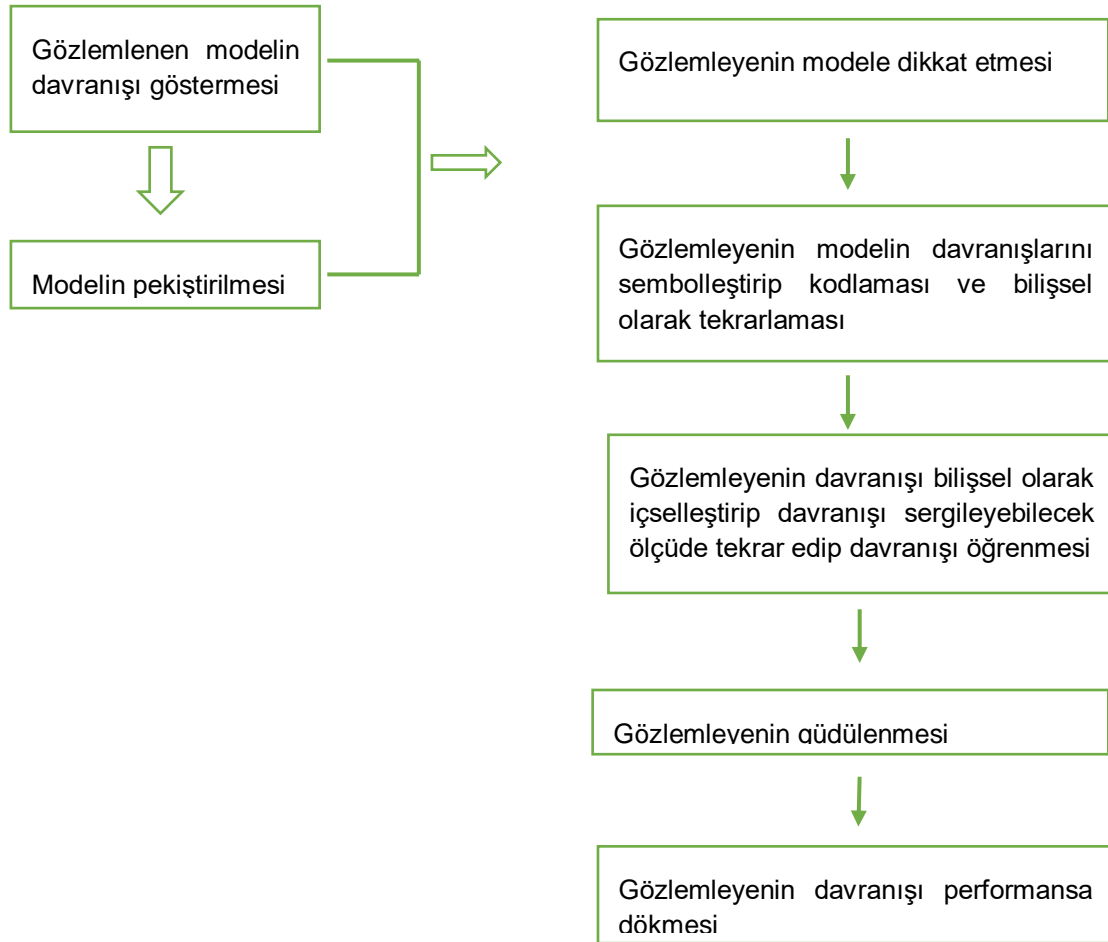 Gözlemlenen modelin
davranışı göstermesi
Modelin pekiştirilmesi
Gözlemleyenin modele dikkat etmesi
Gözlemleyenin modelin davranışlarını
sembolleştirip kodlaması ve bilişsel
olarak tekrarlaması
Gözlemleyenin davranışı bilişsel olarak
içselleştirip davranışı sergileyebilecek
ölçüde tekrar edip davranışı öğrenmesi
Gözlemleyenin güdülenmesi
Gözlemleyenin davranışı performansa
dökmesi